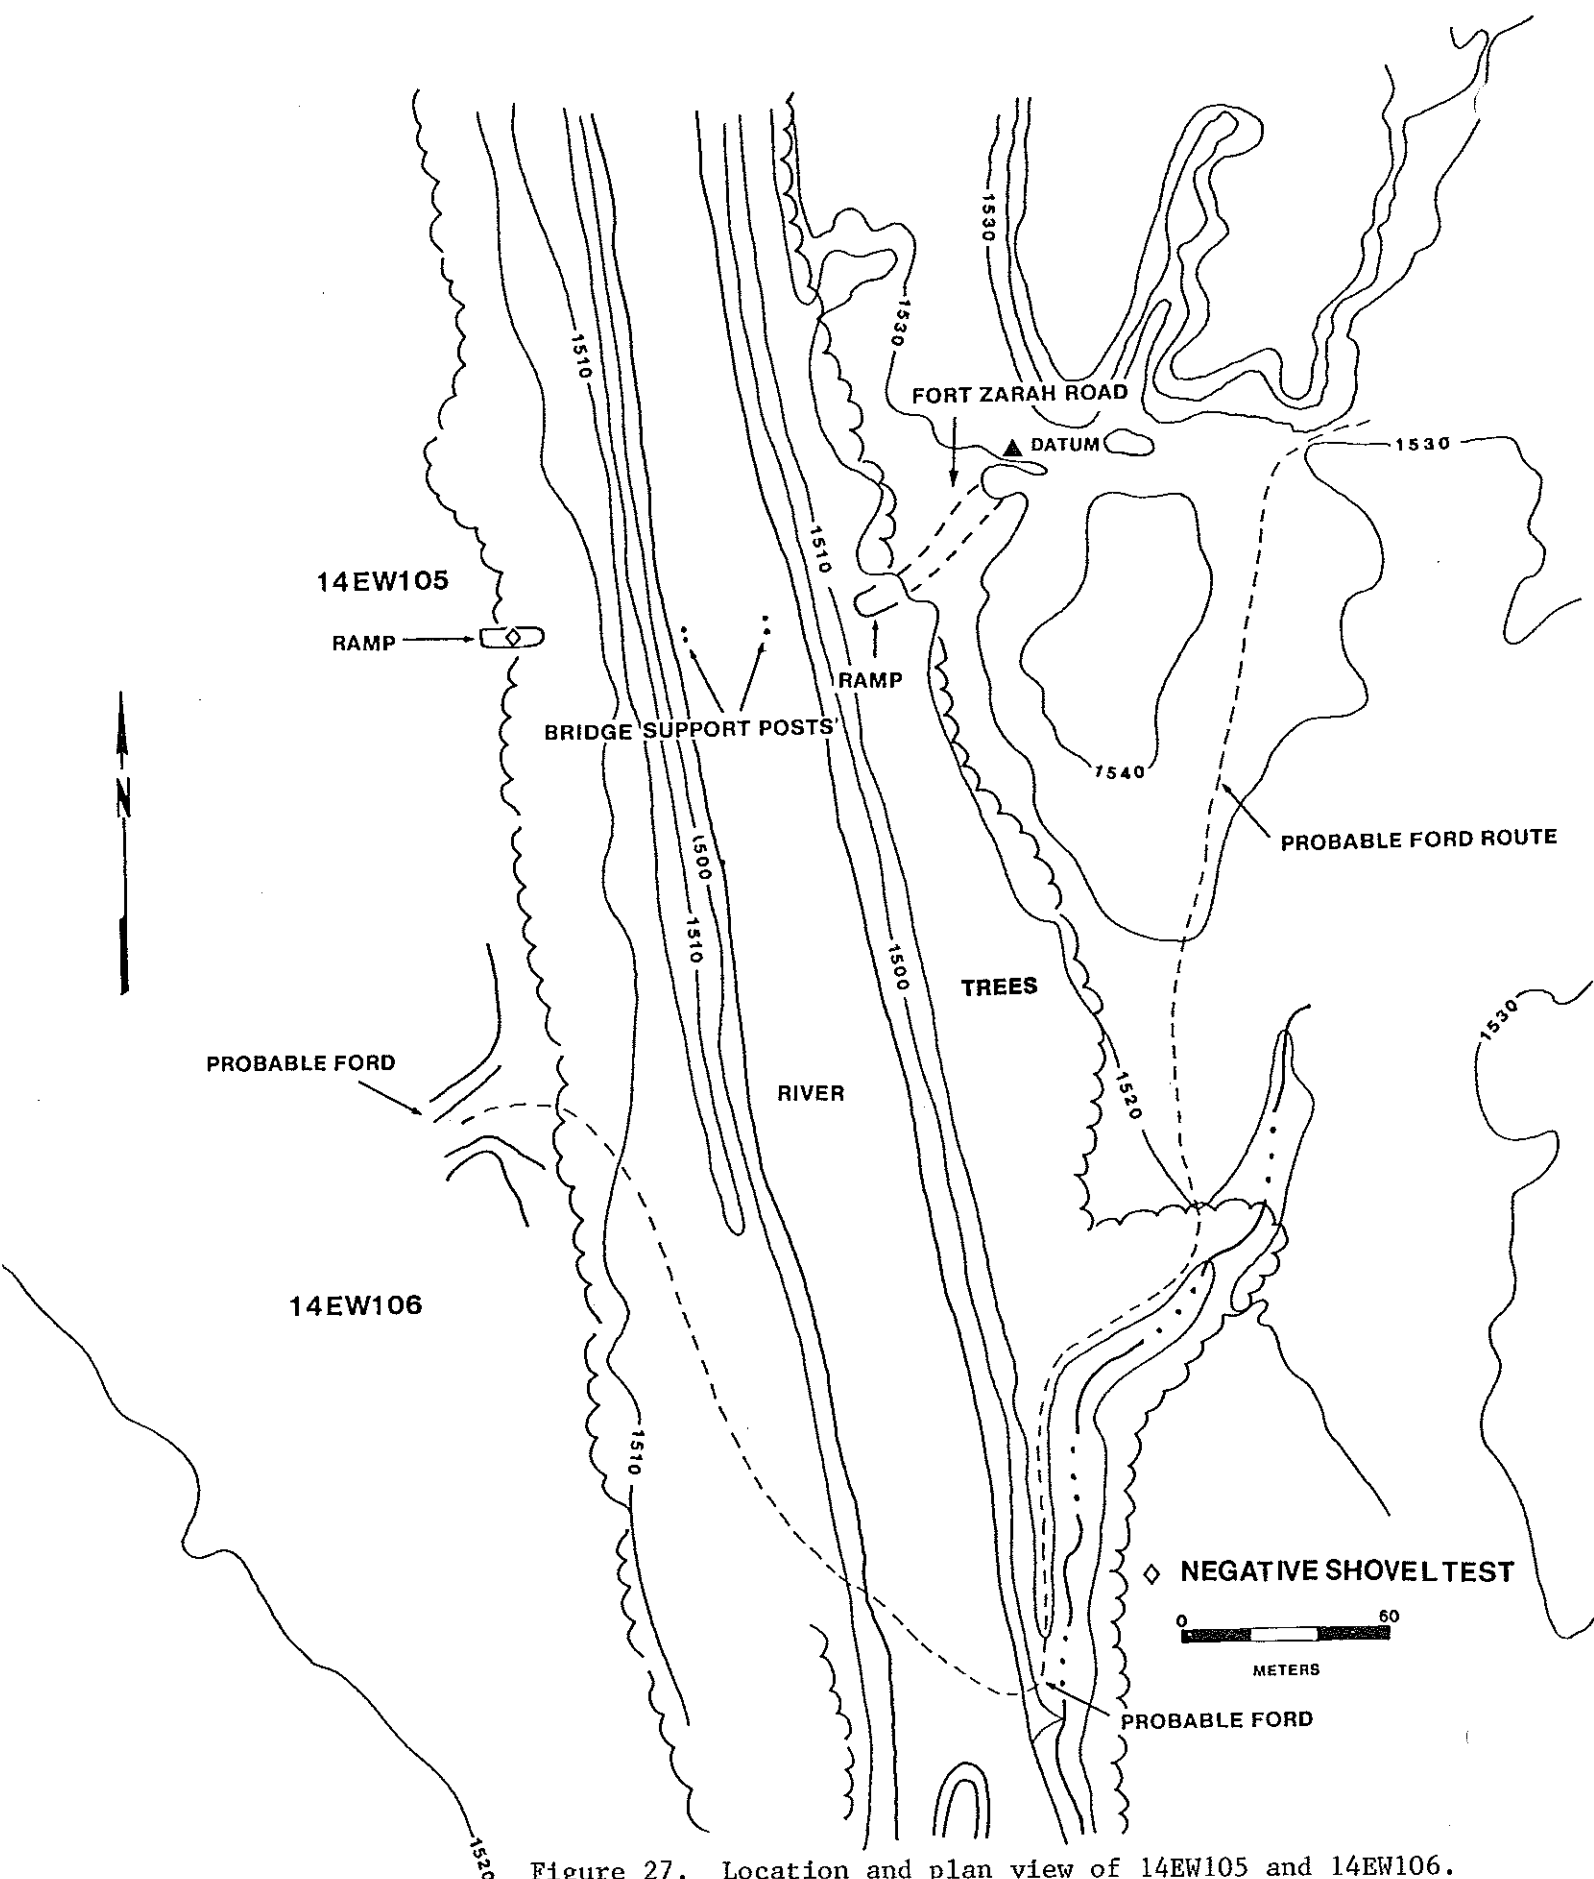 1530
1530
1510
FORT ZARAH ROAD
DATUM
1530
1510
14EW105
RAMP
RAMP
BRIDGE SUPPORT POSTS
1540
N
PROBABLE FORD ROUTE
1500
1510
1500
TREES
1530
PROBABLE FORD
RIVER
1520
14EW106
1510
NEGATIVE SHOVEL TEST
0 60
METERS
PROBABLE FORD
1520
Figure 27. Location and plan view of 14EW105 and 14EW106.